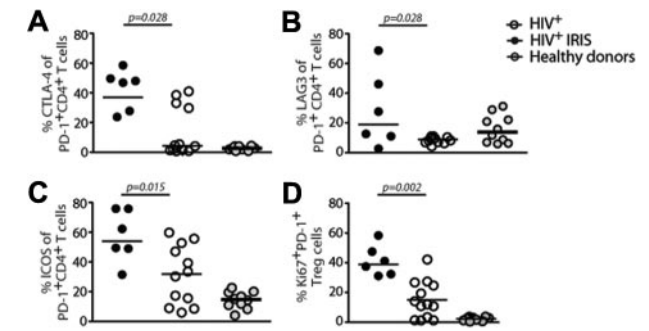 A
p=0.028
% CTLA-4 of
PD-1⁺CD4⁺ T cells
80
60
40
20
0
B
p=0.028
% LAG3 of
PD-1⁺ CD4⁺ T cells
80
60
40
20
0
HIV⁺
HIV⁺ IRIS
Healthy donors
C
p=0.015
% ICOS of
PD-1⁺CD4⁺ T cells
80
60
40
20
0
D
p=0.002
% Ki67⁺PD-1⁺
Treg cells
80
60
40
20
0